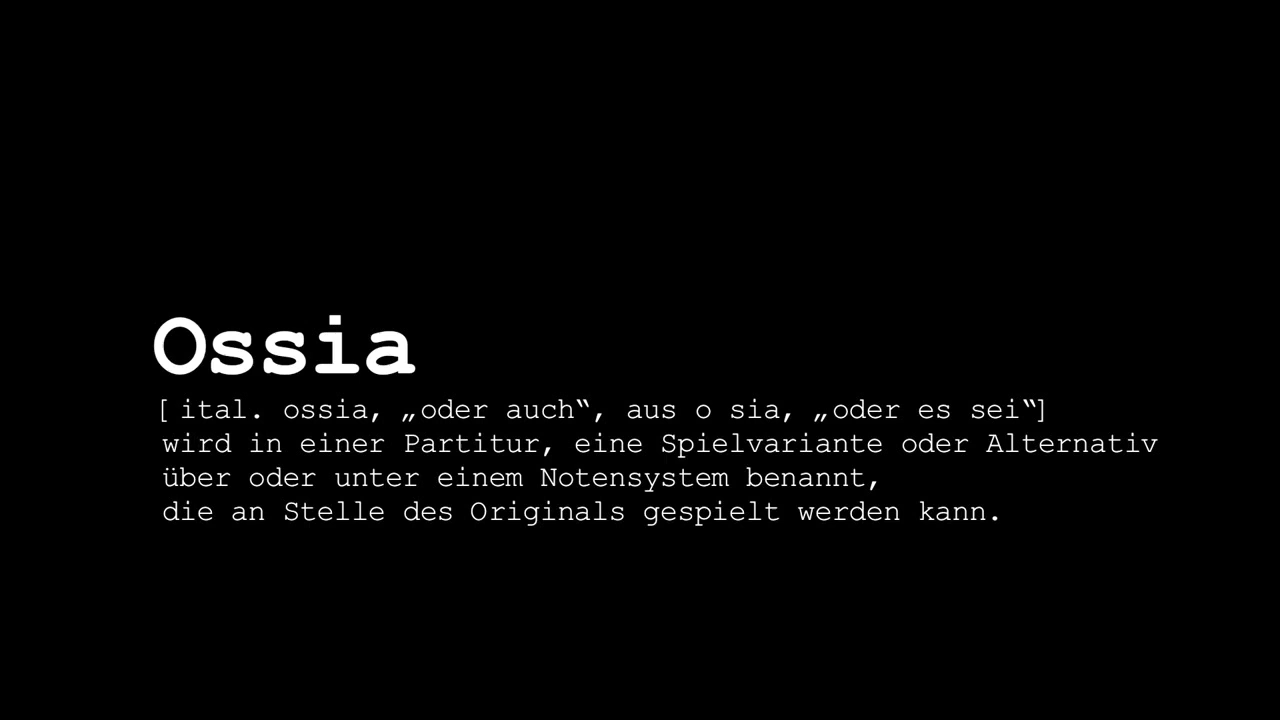 Ossia
[ ital. ossia, „oder auch“, aus o sia, „oder es sei“]
wird in einer Partitur, eine Spielvariante oder Alternativ
über oder unter einem Notensystem benannt,
die an Stelle des Originals gespielt werden kann.